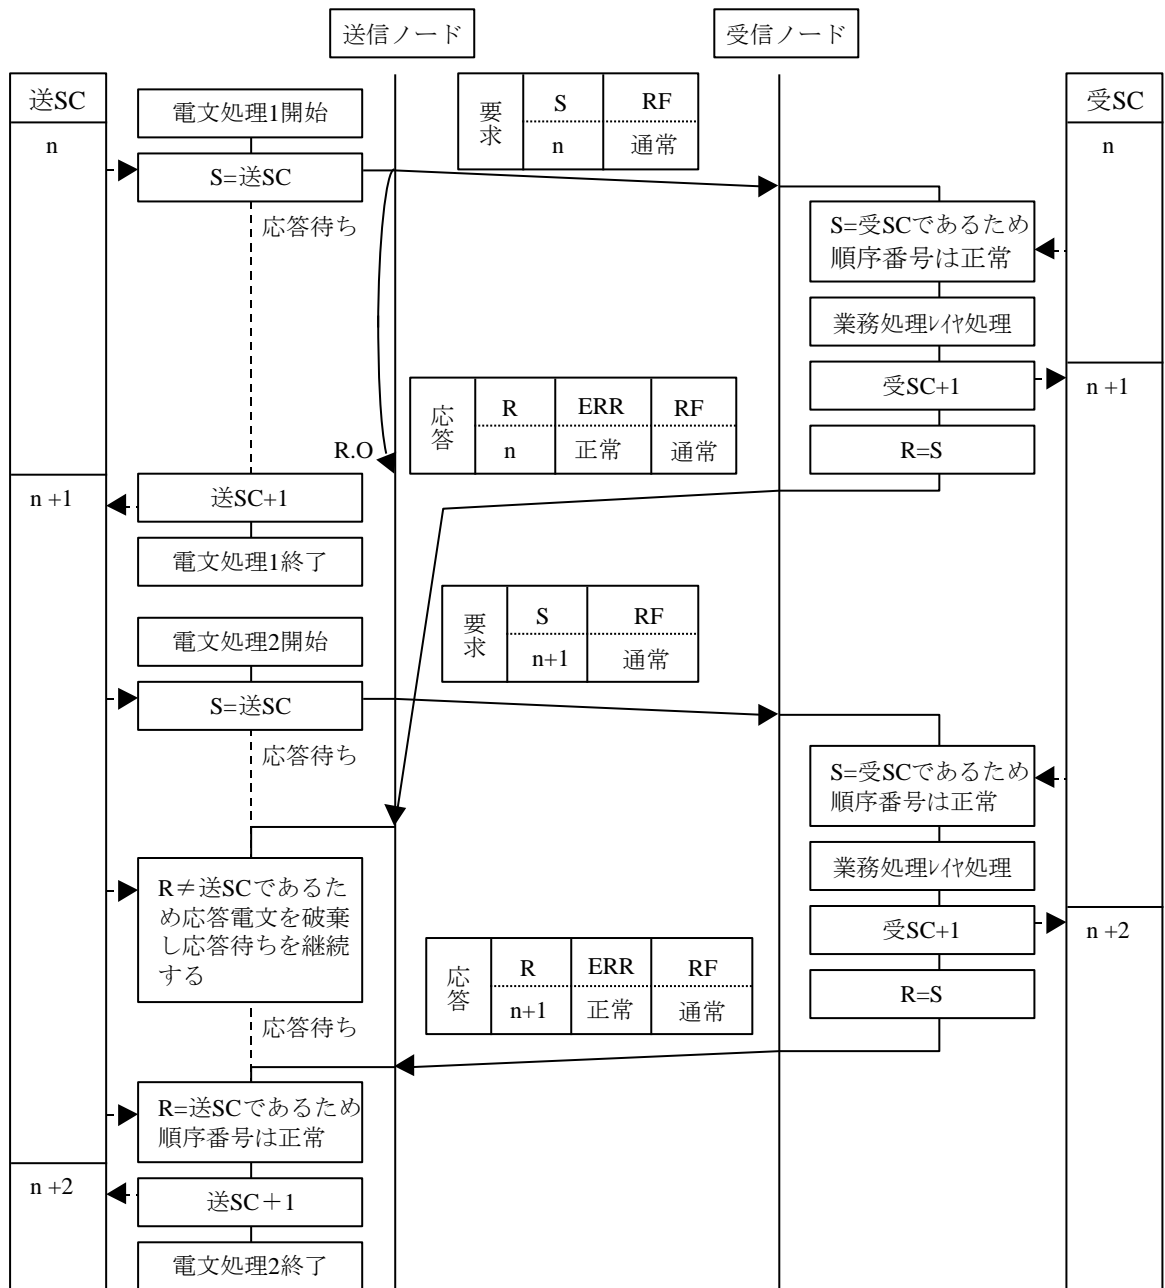 送信ノード
受信ノード
送SC
受SC
電文処理1開始
要求
S
RF
n
通常
n
n
S=送SC
応答待ち
S=受SCであるため
順序番号は正常
業務処理ﾚｲﾔ処理
受SC+1
n+1
応答
R
ERR
RF
n
正常
通常
R.O
R=S
n +1
送SC+1
電文処理1終了
要求
S
RF
n+1
通常
電文処理2開始
S=送SC
応答待ち
S=受SCであるため
順序番号は正常
業務処理ﾚｲﾔ処理
R≠送SCであるた
め応答電文を破棄
し応答待ちを継続
する
受SC+1
n +2
応答
R
ERR
RF
n+1
正常
通常
R=S
応答待ち
R=送SCであるため
順序番号は正常
n +2
送SC＋1
電文処理2終了